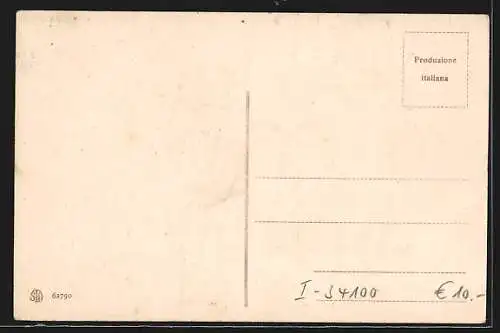 Produzione
italiana
62790
I-34100 €10.-